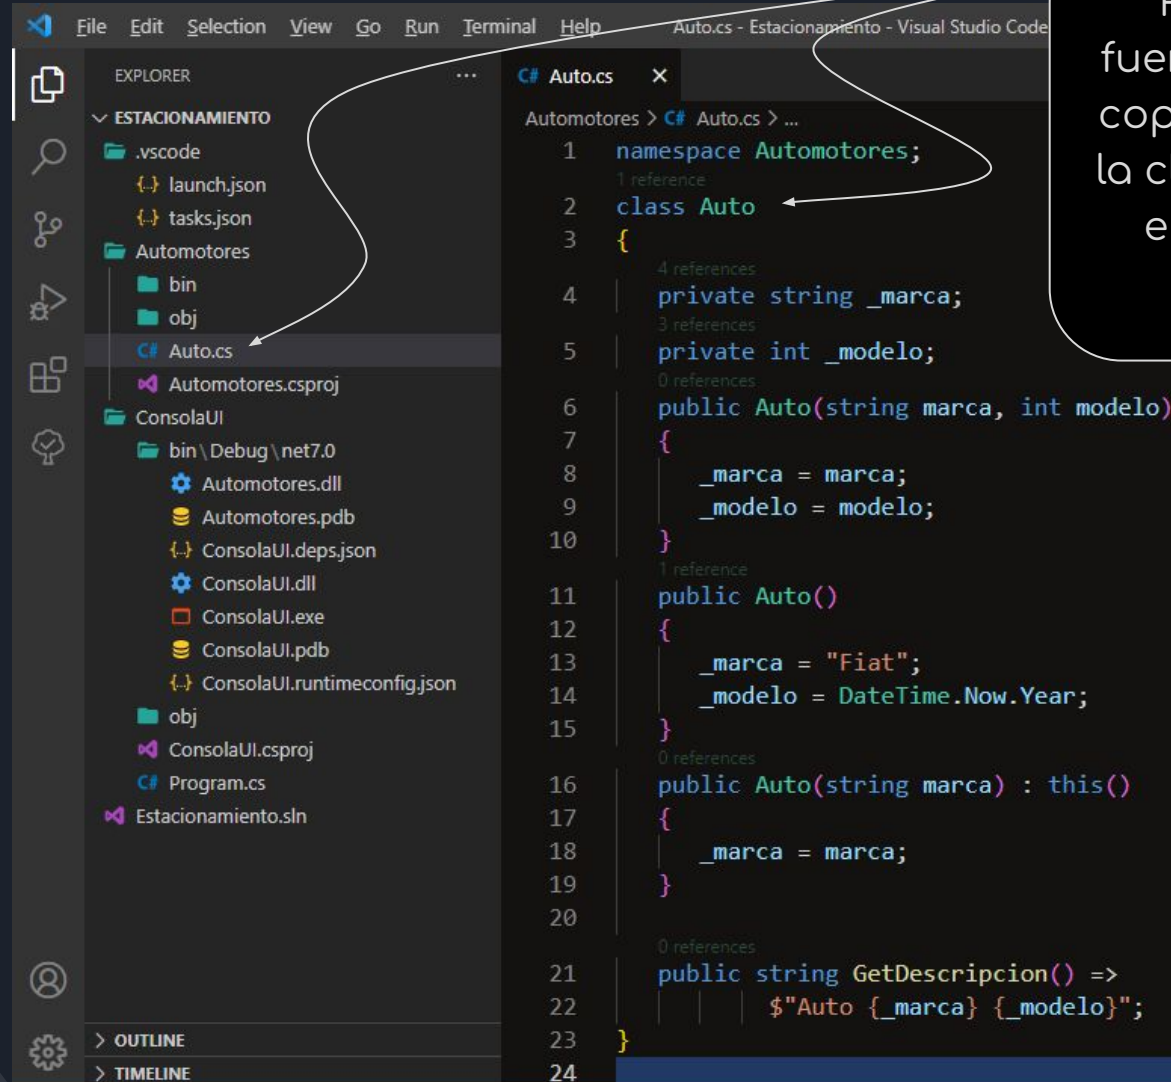 File Edit Selection View Go Run Terminal Help Auto.cs - Estacionamiento - Visual Studio Code
EXPLORER ...
ESTACIONAMIENTO
.vscode
{..} launch.json
{..} tasks.json
Automotores
bin
obj
C# Auto.cs
Automotores.csproj
ConsolaUI
bin\Debug\net7.0
Automotores.dll
Automotores.pdb
{..} ConsolaUI.deps.json
ConsolaUI.dll
ConsolaUI.exe
ConsolaUI.pdb
{..} ConsolaUI.runtimeconfig.json
obj
ConsolaUI.csproj
C# Program.cs
Estacionamiento.sln
> OUTLINE
> TIMELINE
C# Auto.cs ×
Automotores > C# Auto.cs > ...
1 namespace Automotores;
1 reference
2 class Auto
3 {
4 references
4 private string _marca;
3 references
5 private int _modelo;
0 references
6 public Auto(string marca, int modelo)
7 {
8 _marca = marca;
9 _modelo = modelo;
10 }
1 reference
11 public Auto()
12 {
13 _marca = "Fiat";
14 _modelo = DateTime.Now.Year;
15 }
0 references
16 public Auto(string marca) : this()
17 {
18 _marca = marca;
19 }
20
0 references
21 public string GetDescripcion() =>
22 $"Auto {_marca} {_modelo}";
23 }
24
la